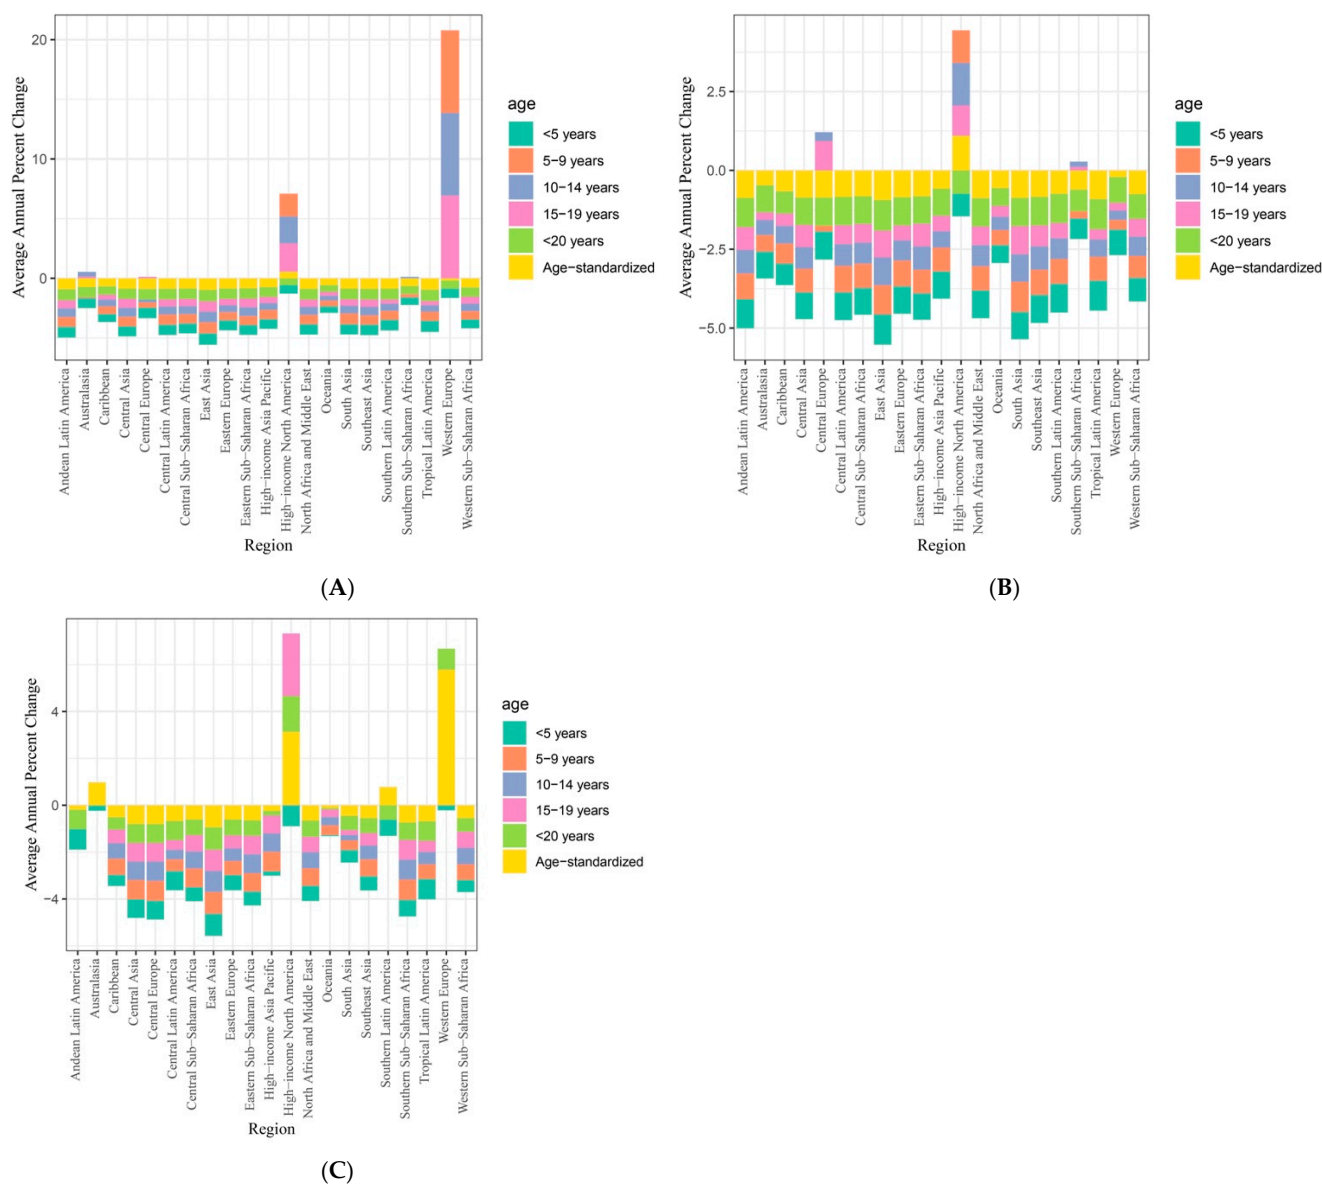 Average Annual Percent Change
20
10
0
Andean Latin America
Australasia
Caribbean
Central Asia
Central Europe
Central Latin America
Central Sub−Saharan Africa
East Asia
Eastern Europe
Eastern Sub−Saharan Africa
High−income Asia Pacific
High−income North America
North Africa and Middle East
Oceania
South Asia
Southeast Asia
Southern Latin America
Southern Sub−Saharan Africa
Tropical Latin America
Western Europe
Western Sub−Saharan Africa
Region
age
<5 years
5−9 years
10−14 years
15−19 years
<20 years
Age−standardized
(A)
Average Annual Percent Change
2.5
0.0
−2.5
−5.0
Andean Latin America
Australasia
Caribbean
Central Asia
Central Europe
Central Latin America
Central Sub−Saharan Africa
East Asia
Eastern Europe
Eastern Sub−Saharan Africa
High−income Asia Pacific
High−income North America
North Africa and Middle East
Oceania
South Asia
Southeast Asia
Southern Latin America
Southern Sub−Saharan Africa
Tropical Latin America
Western Europe
Western Sub−Saharan Africa
Region
age
<5 years
5−9 years
10−14 years
15−19 years
<20 years
Age−standardized
(B)
Average Annual Percent Change
4
0
−4
Andean Latin America
Australasia
Caribbean
Central Asia
Central Europe
Central Latin America
Central Sub−Saharan Africa
East Asia
Eastern Europe
Eastern Sub−Saharan Africa
High−income Asia Pacific
High−income North America
North Africa and Middle East
Oceania
South Asia
Southeast Asia
Southern Latin America
Southern Sub−Saharan Africa
Tropical Latin America
Western Europe
Western Sub−Saharan Africa
Region
age
<5 years
5−9 years
10−14 years
15−19 years
<20 years
Age−standardized
(C)